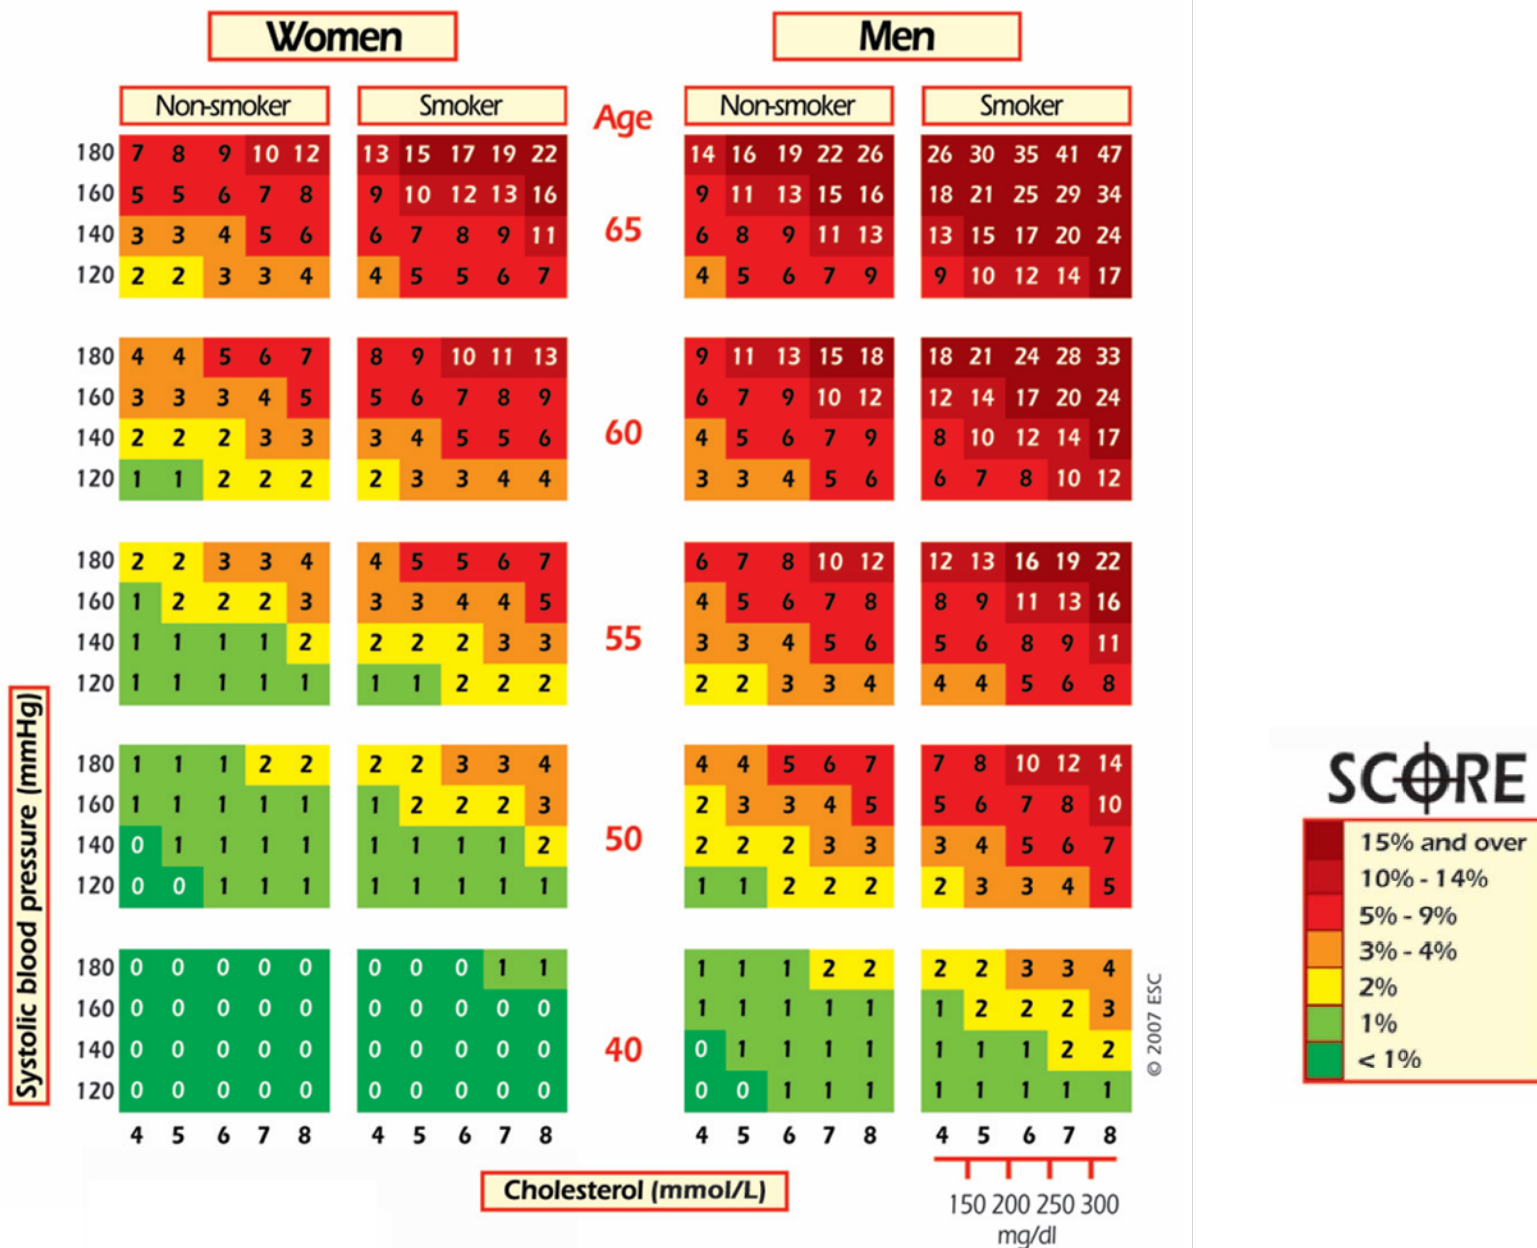 Women Men
Non-smoker Smoker Age Non-smoker Smoker
180 7 8 9 10 12 13 15 17 19 22 14 16 19 22 26 26 30 35 41 47
160 5 5 6 7 8 9 10 12 13 16 9 11 13 15 16 18 21 25 29 34
65
140 3 3 4 5 6 6 7 8 9 11 6 8 9 11 13 13 15 17 20 24
120 2 2 3 3 4 4 5 5 6 7 4 5 6 7 9 9 10 12 14 17
180 4 4 5 6 7 8 9 10 11 13 9 11 13 15 18 18 21 24 28 33
160 3 3 3 4 5 5 6 7 8 9 6 7 9 10 12 12 14 17 20 24
60
140 2 2 2 3 3 3 4 5 5 6 4 5 6 7 9 8 10 12 14 17
120 1 1 2 2 2 2 3 3 4 4 3 3 4 5 6 6 7 8 10 12
180 2 2 3 3 4 4 5 5 6 7 6 7 8 10 12 12 13 16 19 22
160 1 2 2 2 3 3 3 4 4 5 4 5 6 7 8 8 9 11 13 16
55
140 1 1 1 1 2 2 2 2 3 3 3 3 4 5 6 5 6 8 9 11
120 1 1 1 1 1 1 1 2 2 2 2 2 3 3 4 4 4 5 6 8
180 1 1 1 2 2 2 2 3 3 4 4 4 5 6 7 7 8 10 12 14
160 1 1 1 1 1 1 2 2 2 3 2 3 3 4 5 5 6 7 8 10
50
140 0 1 1 1 1 1 1 1 1 2 2 2 2 3 3 3 4 5 6 7
120 0 0 1 1 1 1 1 1 1 1 1 1 2 2 2 2 3 3 4 5
180 0 0 0 0 0 0 0 0 1 1 1 1 1 2 2 2 2 3 3 4
160 0 0 0 0 0 0 0 0 0 0 1 1 1 1 1 1 2 2 2 3
40
140 0 0 0 0 0 0 0 0 0 0 0 1 1 1 1 1 1 1 2 2
120 0 0 0 0 0 0 0 0 0 0 0 0 1 1 1 1 1 1 1 1
4 5 6 7 8 4 5 6 7 8 4 5 6 7 8 4 5 6 7 8
Systolic blood pressure (mmHg)
Cholesterol (mmol/L)
150 200 250 300
mg/dl
© 2007 ESC
SCORE
15% and over
10% - 14%
5% - 9%
3% - 4%
2%
1%
< 1%